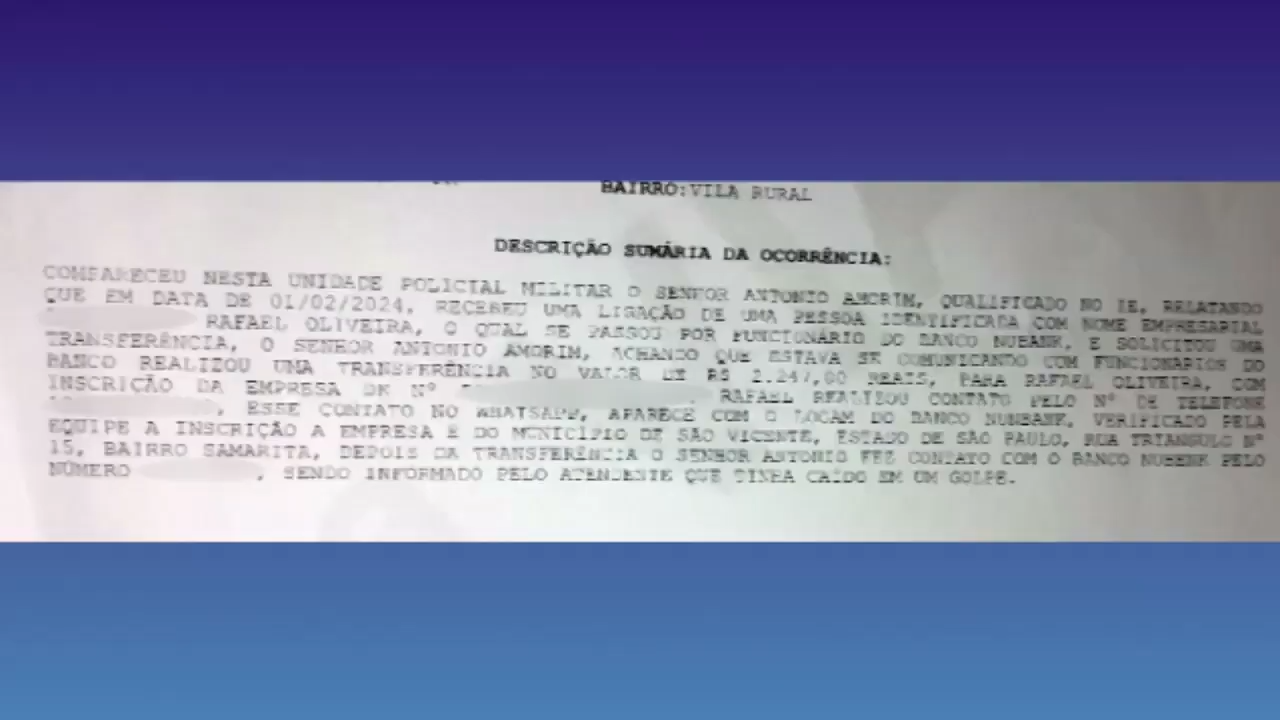 BAIRRO:VILA RURAL
DESCRIÇÃO SUMÁRIA DA OCORRÊNCIA:
COMPARECEU NESTA UNIDADE POLICIAL MILITAR O SENHOR ANTONIO AMORIM, QUALIFICADO NO IE, RELATANDO
QUE EM DATA DE 01/02/2024, RECEBEU UMA LIGAÇÃO DE UMA PESSOA IDENTIFICADA COM NOME EMPRESARIAL
RAFAEL OLIVEIRA, O QUAL SE PASSOU POR FUNCIONÁRIO DO BANCO NUBANK, E SOLICITOU UMA
TRANSFERÊNCIA, O SENHOR ANTONIO AMORIM, ACHANDO QUE ESTAVA SE COMUNICANDO COM FUNCIONARIOS DO
BANCO REALIZOU UMA TRANSFERÊNCIA NO VALOR DE R$ 2.247,00 REAIS, PARA RAFAEL OLIVEIRA, COM
INSCRIÇÃO DA EMPRESA DE Nº RAFAEL REALIZOU CONTATO PELO Nº DE TELEFONE
, ESSE CONTATO NO WHATSAPP, APARECE COM O LOGAM DO BANCO NUNBANK, VERIFICADO PELA
EQUIPE A INSCRIÇÃO A EMPRESA É DO MUNICÍPIO DE SÃO VICENTE, ESTADO DE SÃO PAULO, RUA TRIANGULO Nº
15, BAIRRO SAMARITA, DEPOIS DA TRANSFERÊNCIA O SENHOR ANTONIO FEZ CONTATO COM O BANCO NUBENK PELO
NÚMERO , SENDO INFORMADO PELO ATENDENTE QUE TINHA CAÍDO EM UM GOLPE.